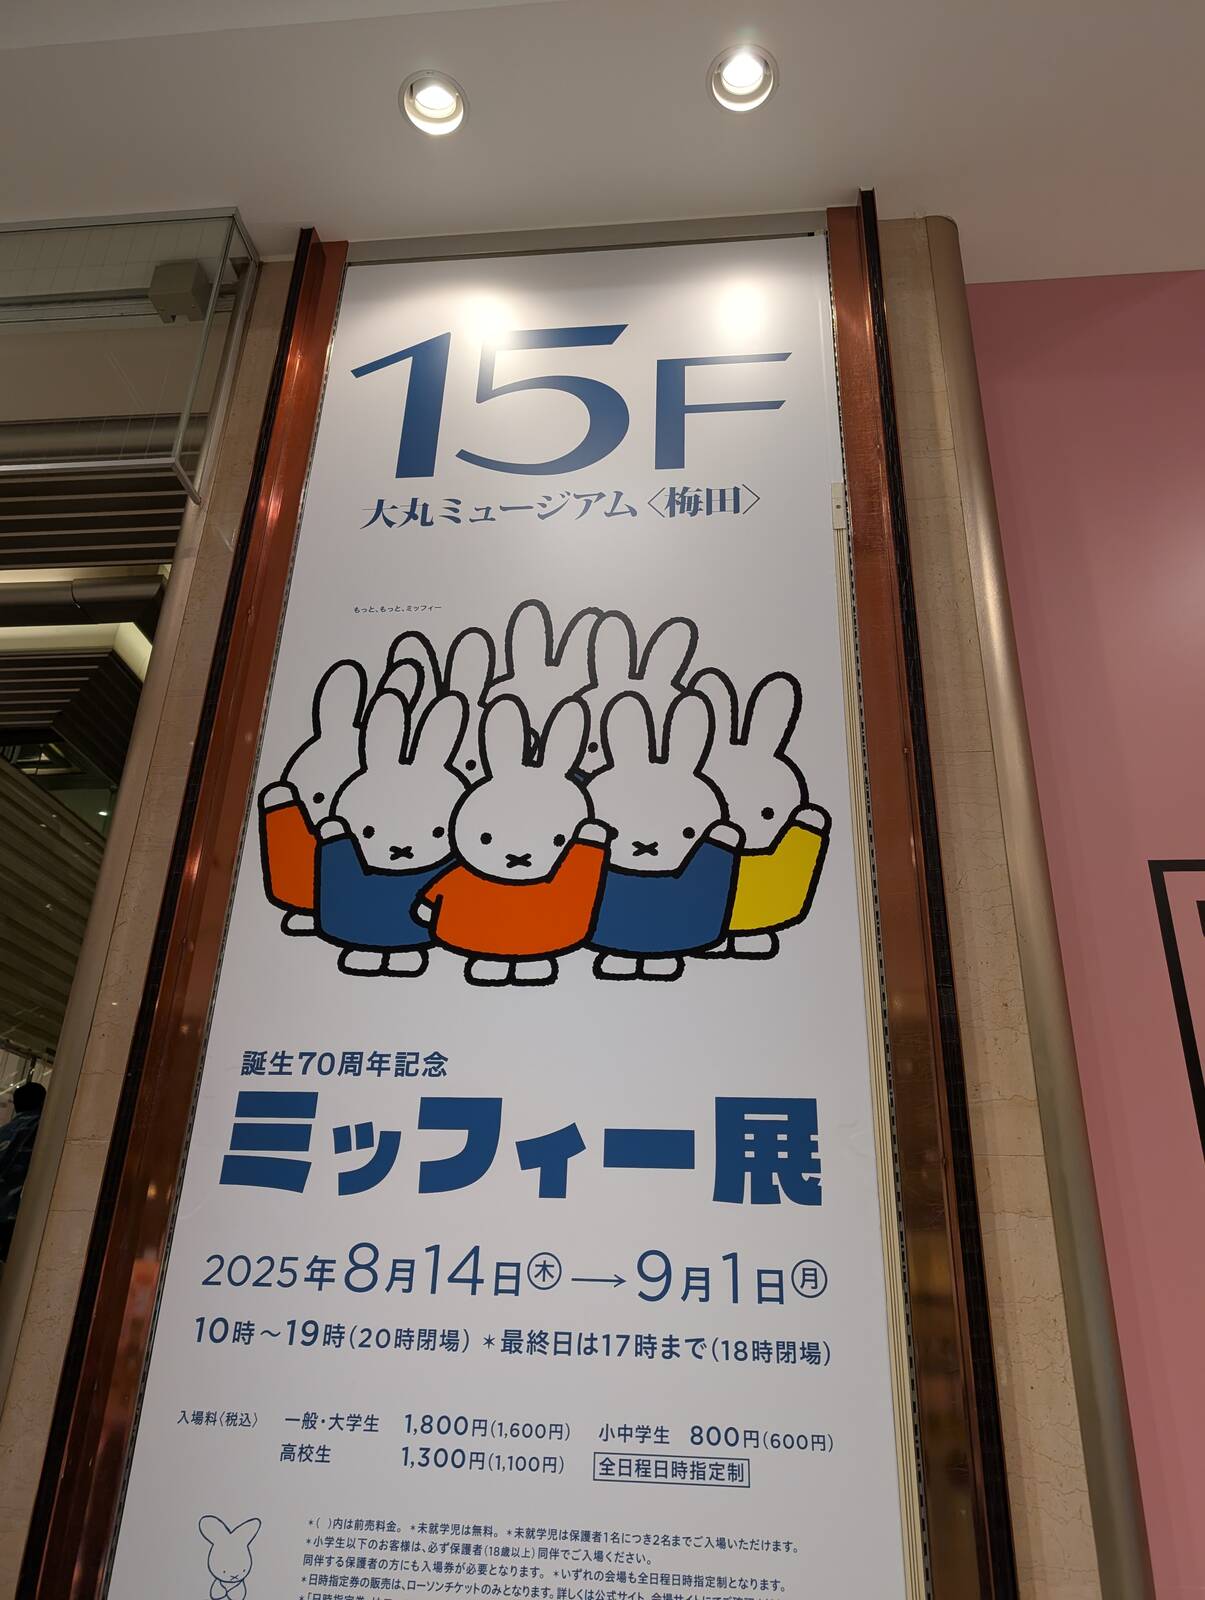 15F
大丸ミュージアム〈梅田〉
もっと、もっと、ミッフィー
誕生70周年記念
ミッフィー展
2025年8月14日㊍→9月1日㊊
10時～19時(20時閉場) *最終日は17時まで(18時閉場)
入場料〈税込〉 一般・大学生 1,800円(1,600円) 小中学生 800円(600円)
高校生 1,300円(1,100円) 全日程日時指定制
*( )内は前売料金。 *未就学児は無料。 *未就学児は保護者1名につき2名までご入場いただけます。
*小学生以下のお客様は、必ず保護者(18歳以上)同伴でご入場ください。
同伴する保護者の方にも入場券が必要となります。 *いずれの会場も全日程日時指定制となります。
*日時指定券の販売は、ローソンチケットのみとなります。詳しくは公式サイト、会場サイトにてご確認